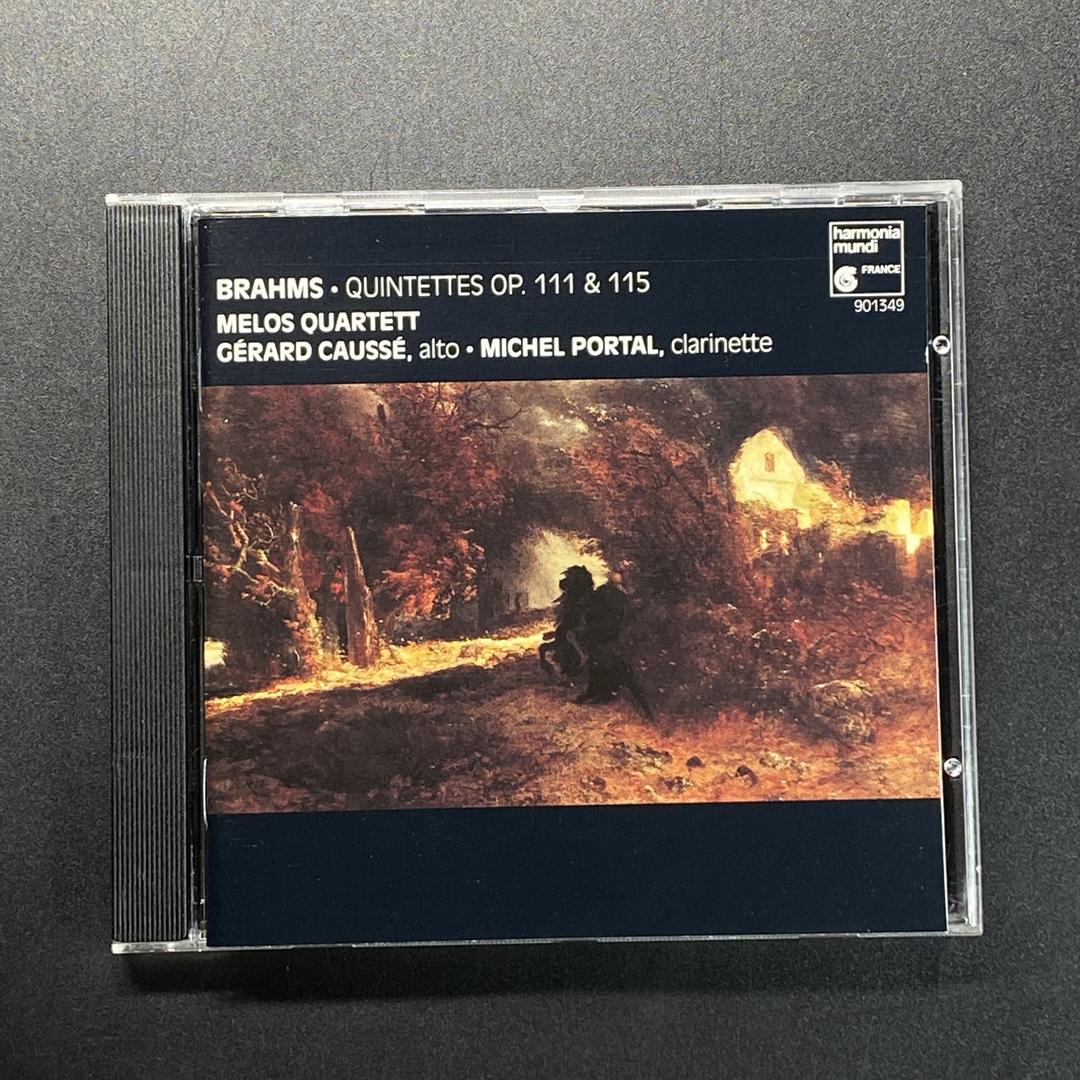 harmonia
mundi
FRANCE
901349
BRAHMS • QUINTETTES OP. 111 & 115
MELOS QUARTETT
GÉRARD CAUSSÉ, alto • MICHEL PORTAL, clarinette